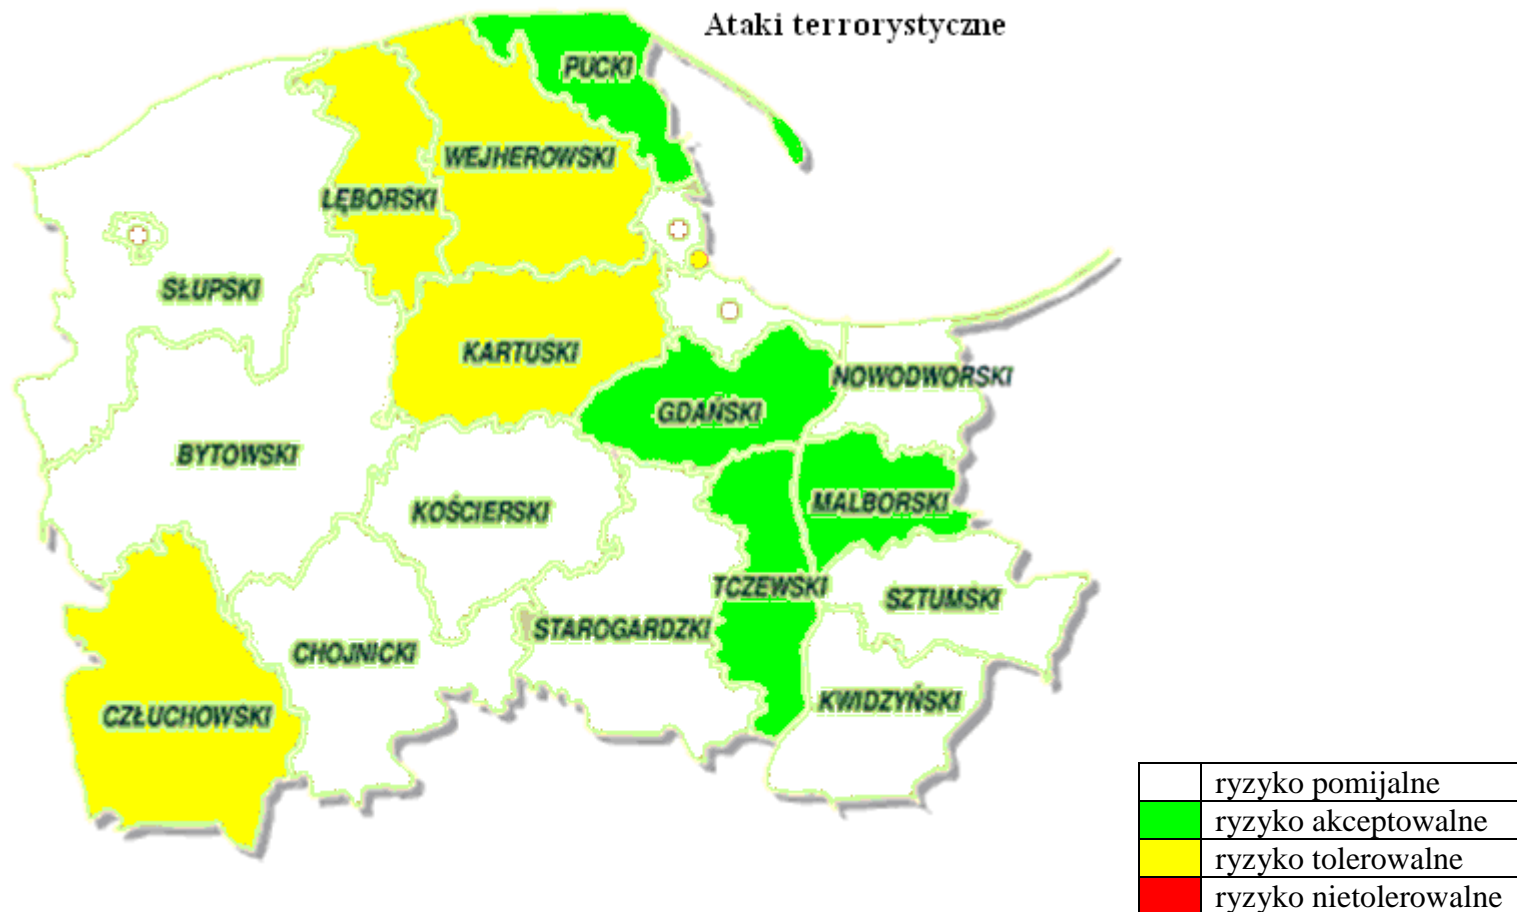 Ataki terrorystyczne
PUCKI
WEJHEROWSKI
LĘBORSKI
SŁUPSKI
KARTUSKI
NOWODWORSKI
GDAŃSKI
BYTOWSKI
MALBORSKI
KOŚCIERSKI
TCZEWSKI
SZTUMSKI
STAROGARDZKI
CHOJNICKI
KWIDZYŃSKI
CZŁUCHOWSKI
ryzyko pomijalne
ryzyko akceptowalne
ryzyko tolerowalne
ryzyko nietolerowalne